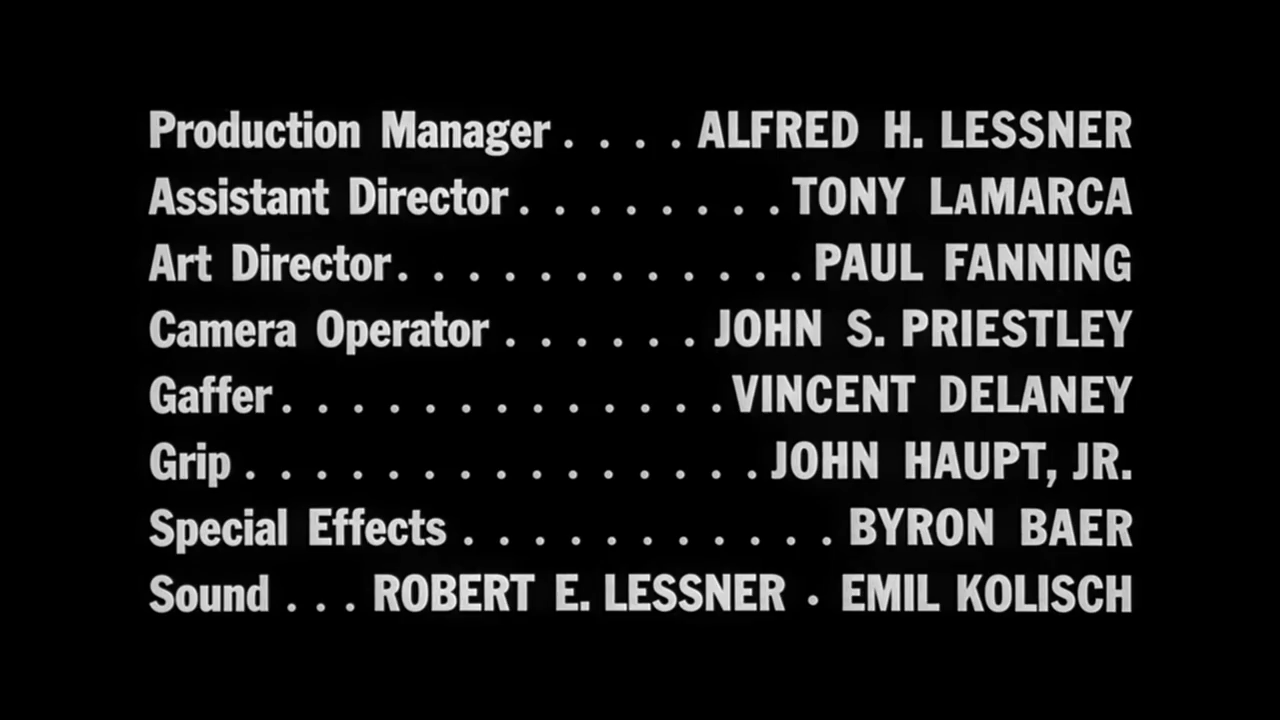 Production Manager . . . . ALFRED H. LESSNER
Assistant Director . . . . . . . . TONY LaMARCA
Art Director . . . . . . . . . . . . PAUL FANNING
Camera Operator . . . . . . JOHN S. PRIESTLEY
Gaffer . . . . . . . . . . . . . VINCENT DELANEY
Grip . . . . . . . . . . . . . . . JOHN HAUPT, JR.
Special Effects . . . . . . . . . . . BYRON BAER
Sound . . . ROBERT E. LESSNER · EMIL KOLISCH